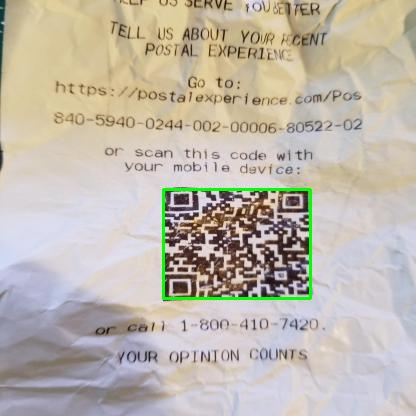 HELP US SERVE YOU BETTER
TELL US ABOUT YOUR RECENT
POSTAL EXPERIENCE
Go to:
https://postalexperience.com/Pos
840-5940-0244-002-00006-80522-02
or scan this code with
your mobile device:
or call 1-800-410-7420.
YOUR OPINION COUNTS